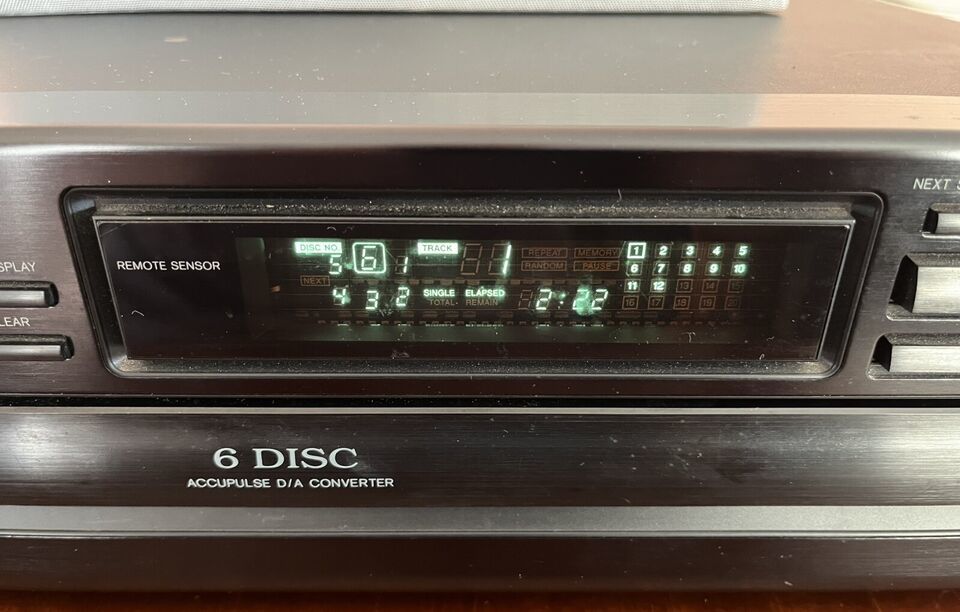 NEXT
SPLAY
LEAR
REMOTE SENSOR
DISC NO. TRACK REPEAT MEMORY 1 2 3 4 5
5 6 1 1 RANDOM PAUSE 6 7 8 9 10
NEXT 11 12 13 14 15
4 3 2 SINGLE ELAPSED 2:22 16 17 18 19 20
TOTAL REMAIN
6 DISC
ACCUPULSE D/A CONVERTER